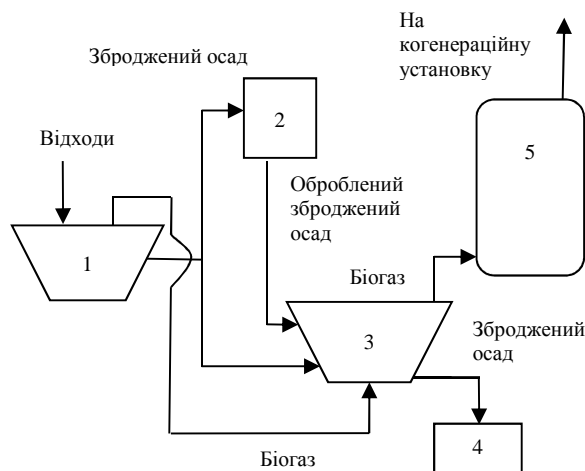 На
когенераційну
установку
Зброджений осад
2
5
Відходи
Оброблений
зброджений
осад
1
Біогаз
3
Зброджений
осад
4
Біогаз